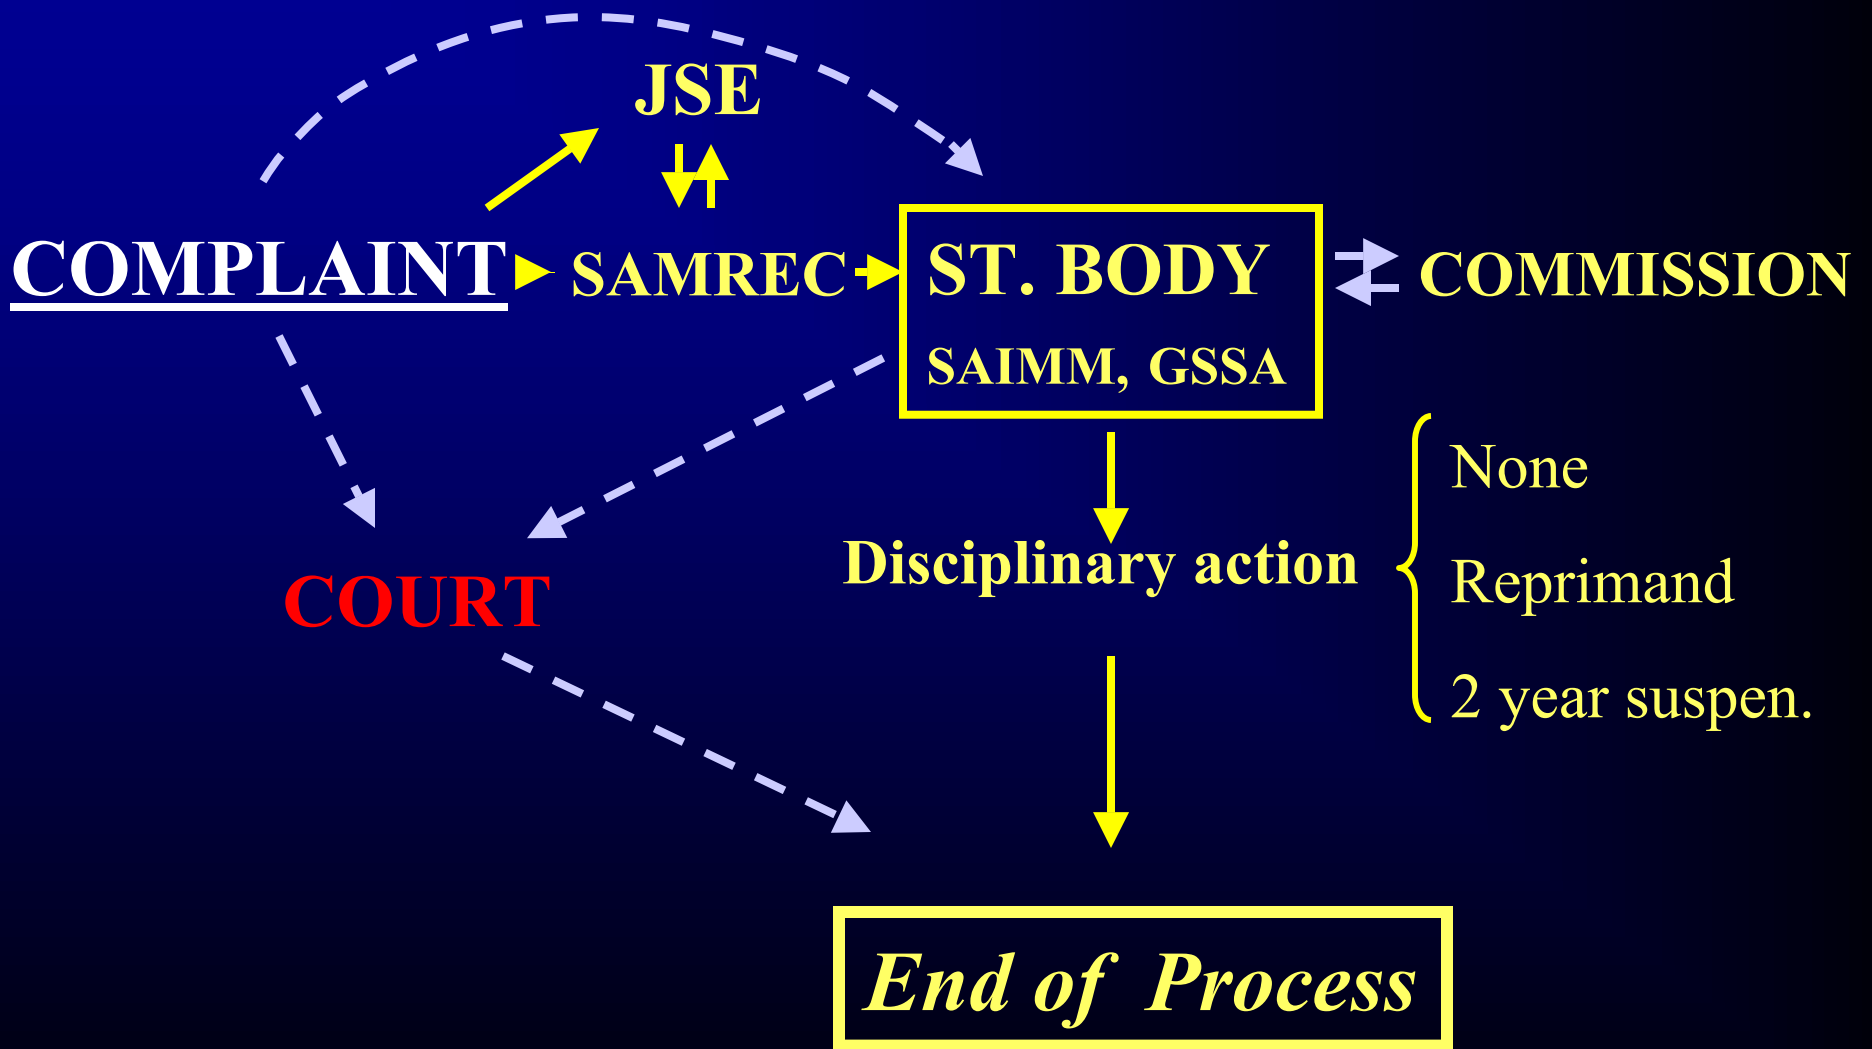 JSE
COMPLAINT
SAMREC
ST. BODY
SAIMM, GSSA
COMMISSION
None
Disciplinary action
Reprimand
COURT
2 year suspen.
End of Process